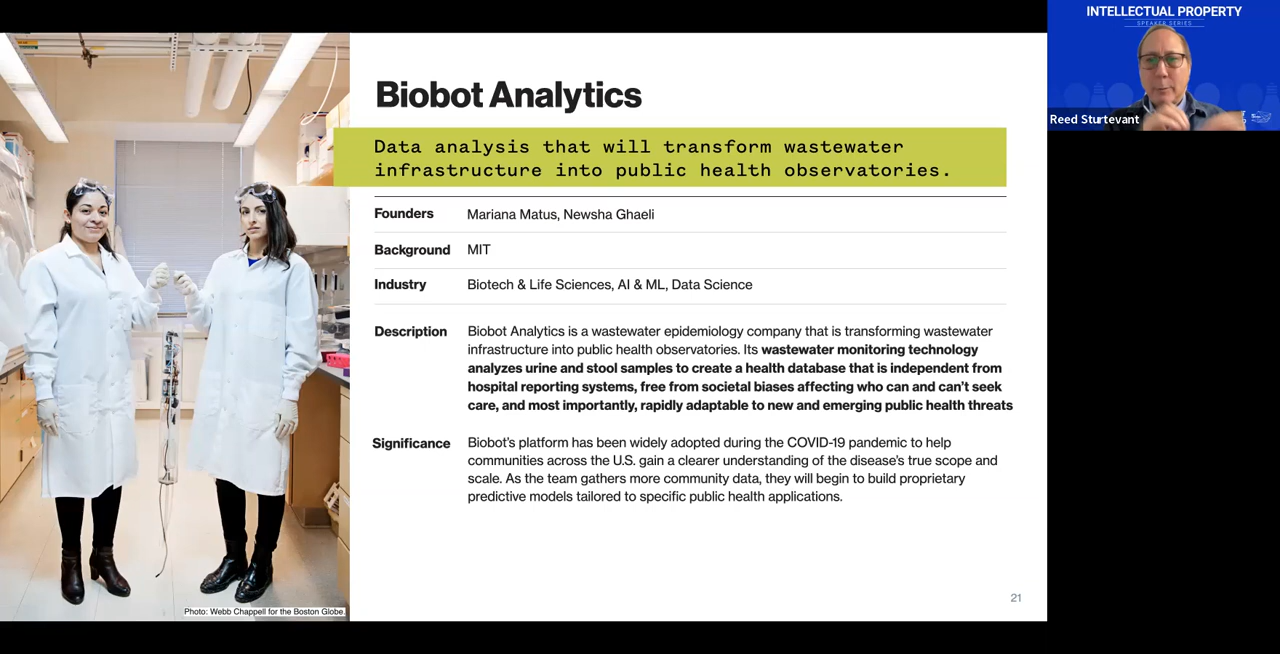 INTELLECTUAL PROPERTY
SPEAKER SERIES
Reed Sturtevant
Biobot Analytics
Data analysis that will transform wastewater
infrastructure into public health observatories.
Founders Mariana Matus, Newsha Ghaeli
Background MIT
Industry Biotech & Life Sciences, AI & ML, Data Science
Description Biobot Analytics is a wastewater epidemiology company that is transforming wastewater
infrastructure into public health observatories. Its wastewater monitoring technology
analyzes urine and stool samples to create a health database that is independent from
hospital reporting systems, free from societal biases affecting who can and can't seek
care, and most importantly, rapidly adaptable to new and emerging public health threats
Significance Biobot's platform has been widely adopted during the COVID-19 pandemic to help
communities across the U.S. gain a clearer understanding of the disease's true scope and
scale. As the team gathers more community data, they will begin to build proprietary
predictive models tailored to specific public health applications.
Photo: Webb Chappell for the Boston Globe.
21